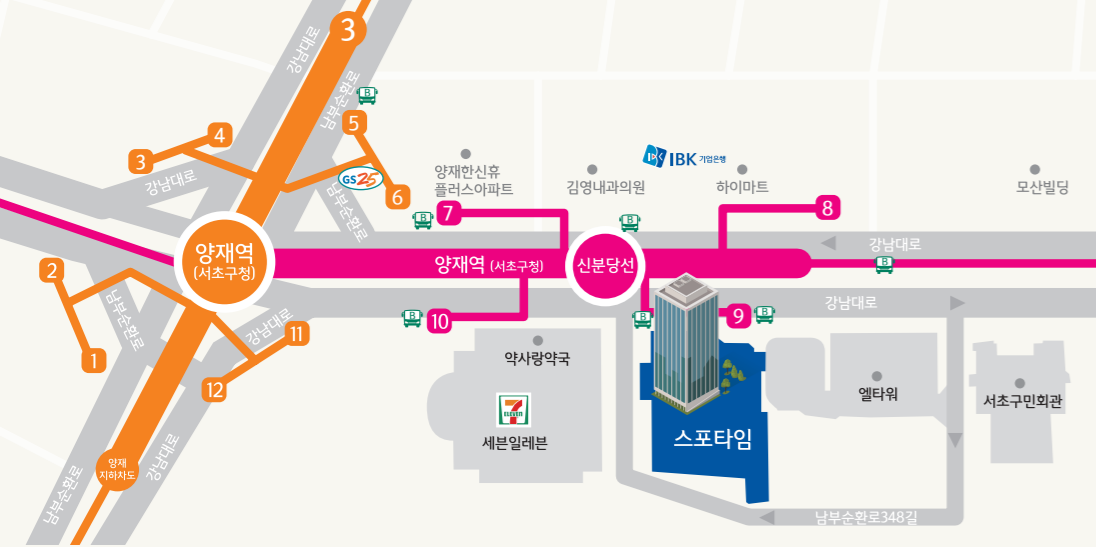 3
강남대로
남부순환로
B
5
4
3
강남대로
GS25
6
남부순환로
양재한신휴
플러스아파트
김영내과의원
IBK 기업은행
하이마트
모산빌딩
B
7
B
8
강남대로
양재역
(서초구청)
양재역 (서초구청)
신분당선
B
2
1
남부순환로
강남대로
11
12
B
10
B
9
B
강남대로
약사랑약국
7
ELEVEN
세븐일레븐
스포타임
엘타워
서초구민회관
양재
지하차도
강남대로
남부순환로
남부순환로348길